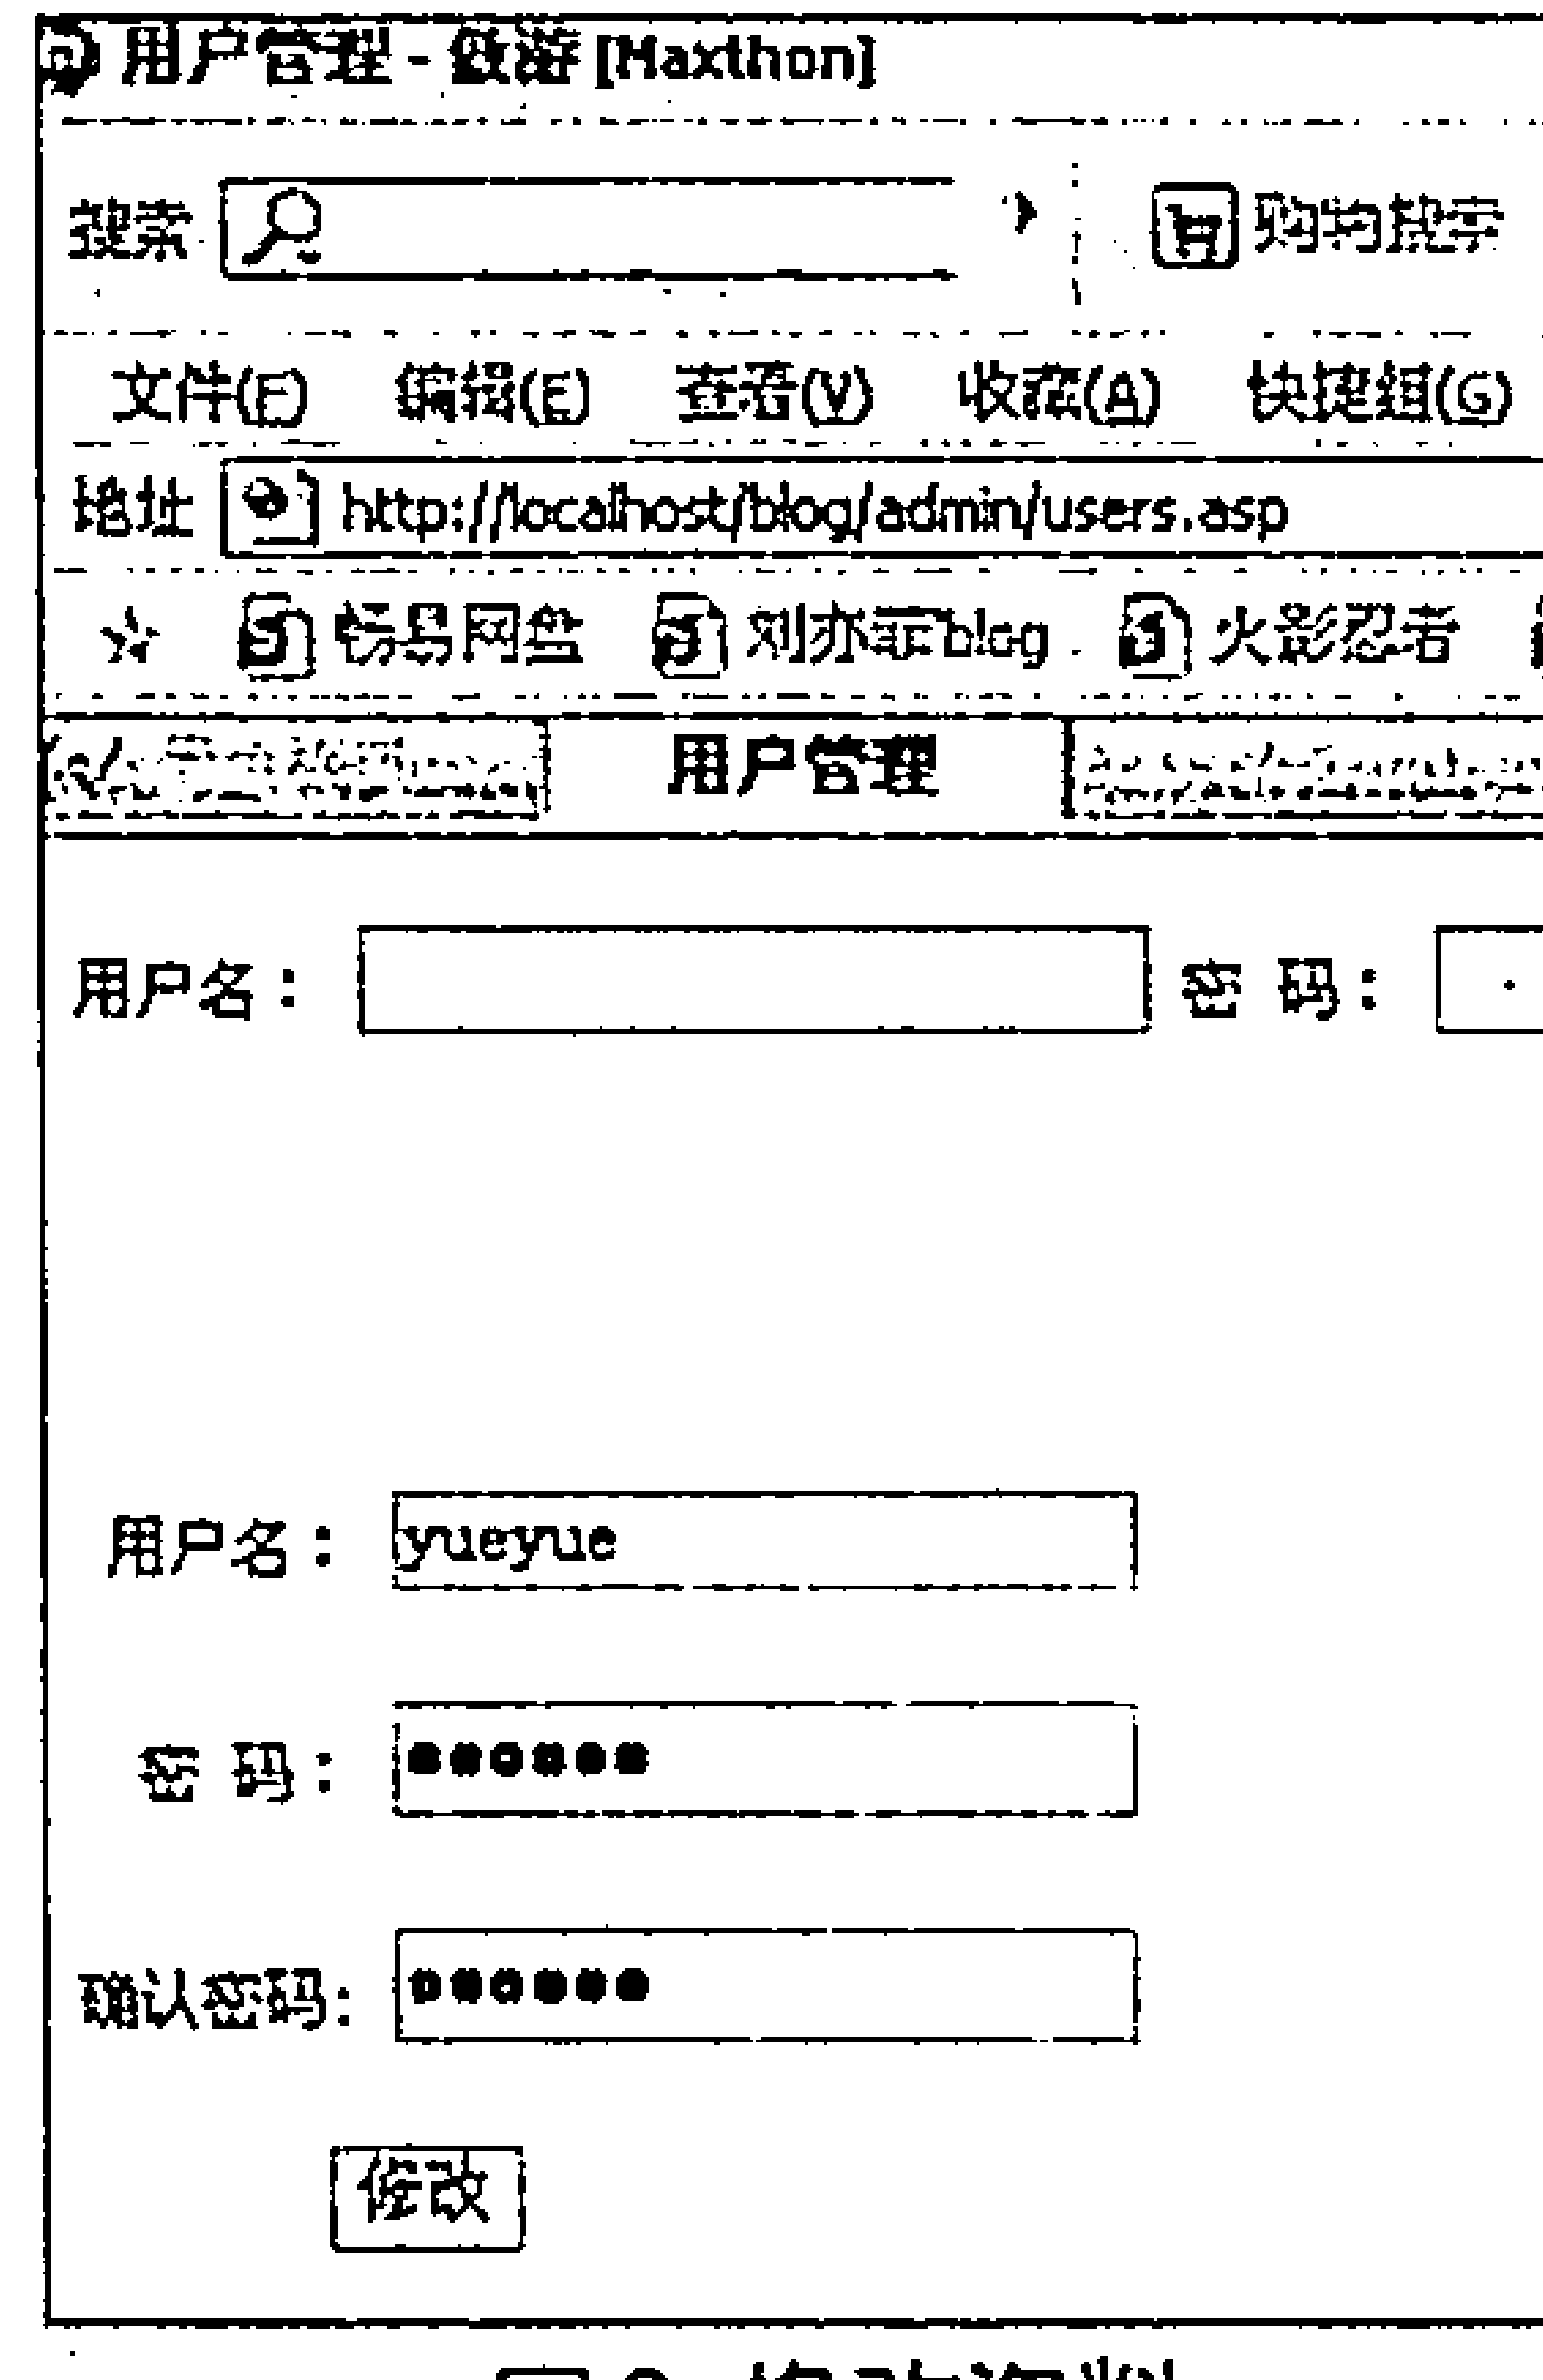 用户管理 - 傲游 [Maxthon]
搜索 购物搜索
文件(F) 编辑(E) 查看(V) 收藏(A) 快捷组(G)
地址 http://localhost/blog/admin/users.asp
网盘 刘亦菲blog 火影忍者
用户管理
用户名： 密 码：
用户名： yueyue
密 码： ●●●●●●
确认密码： ●●●●●●
修改